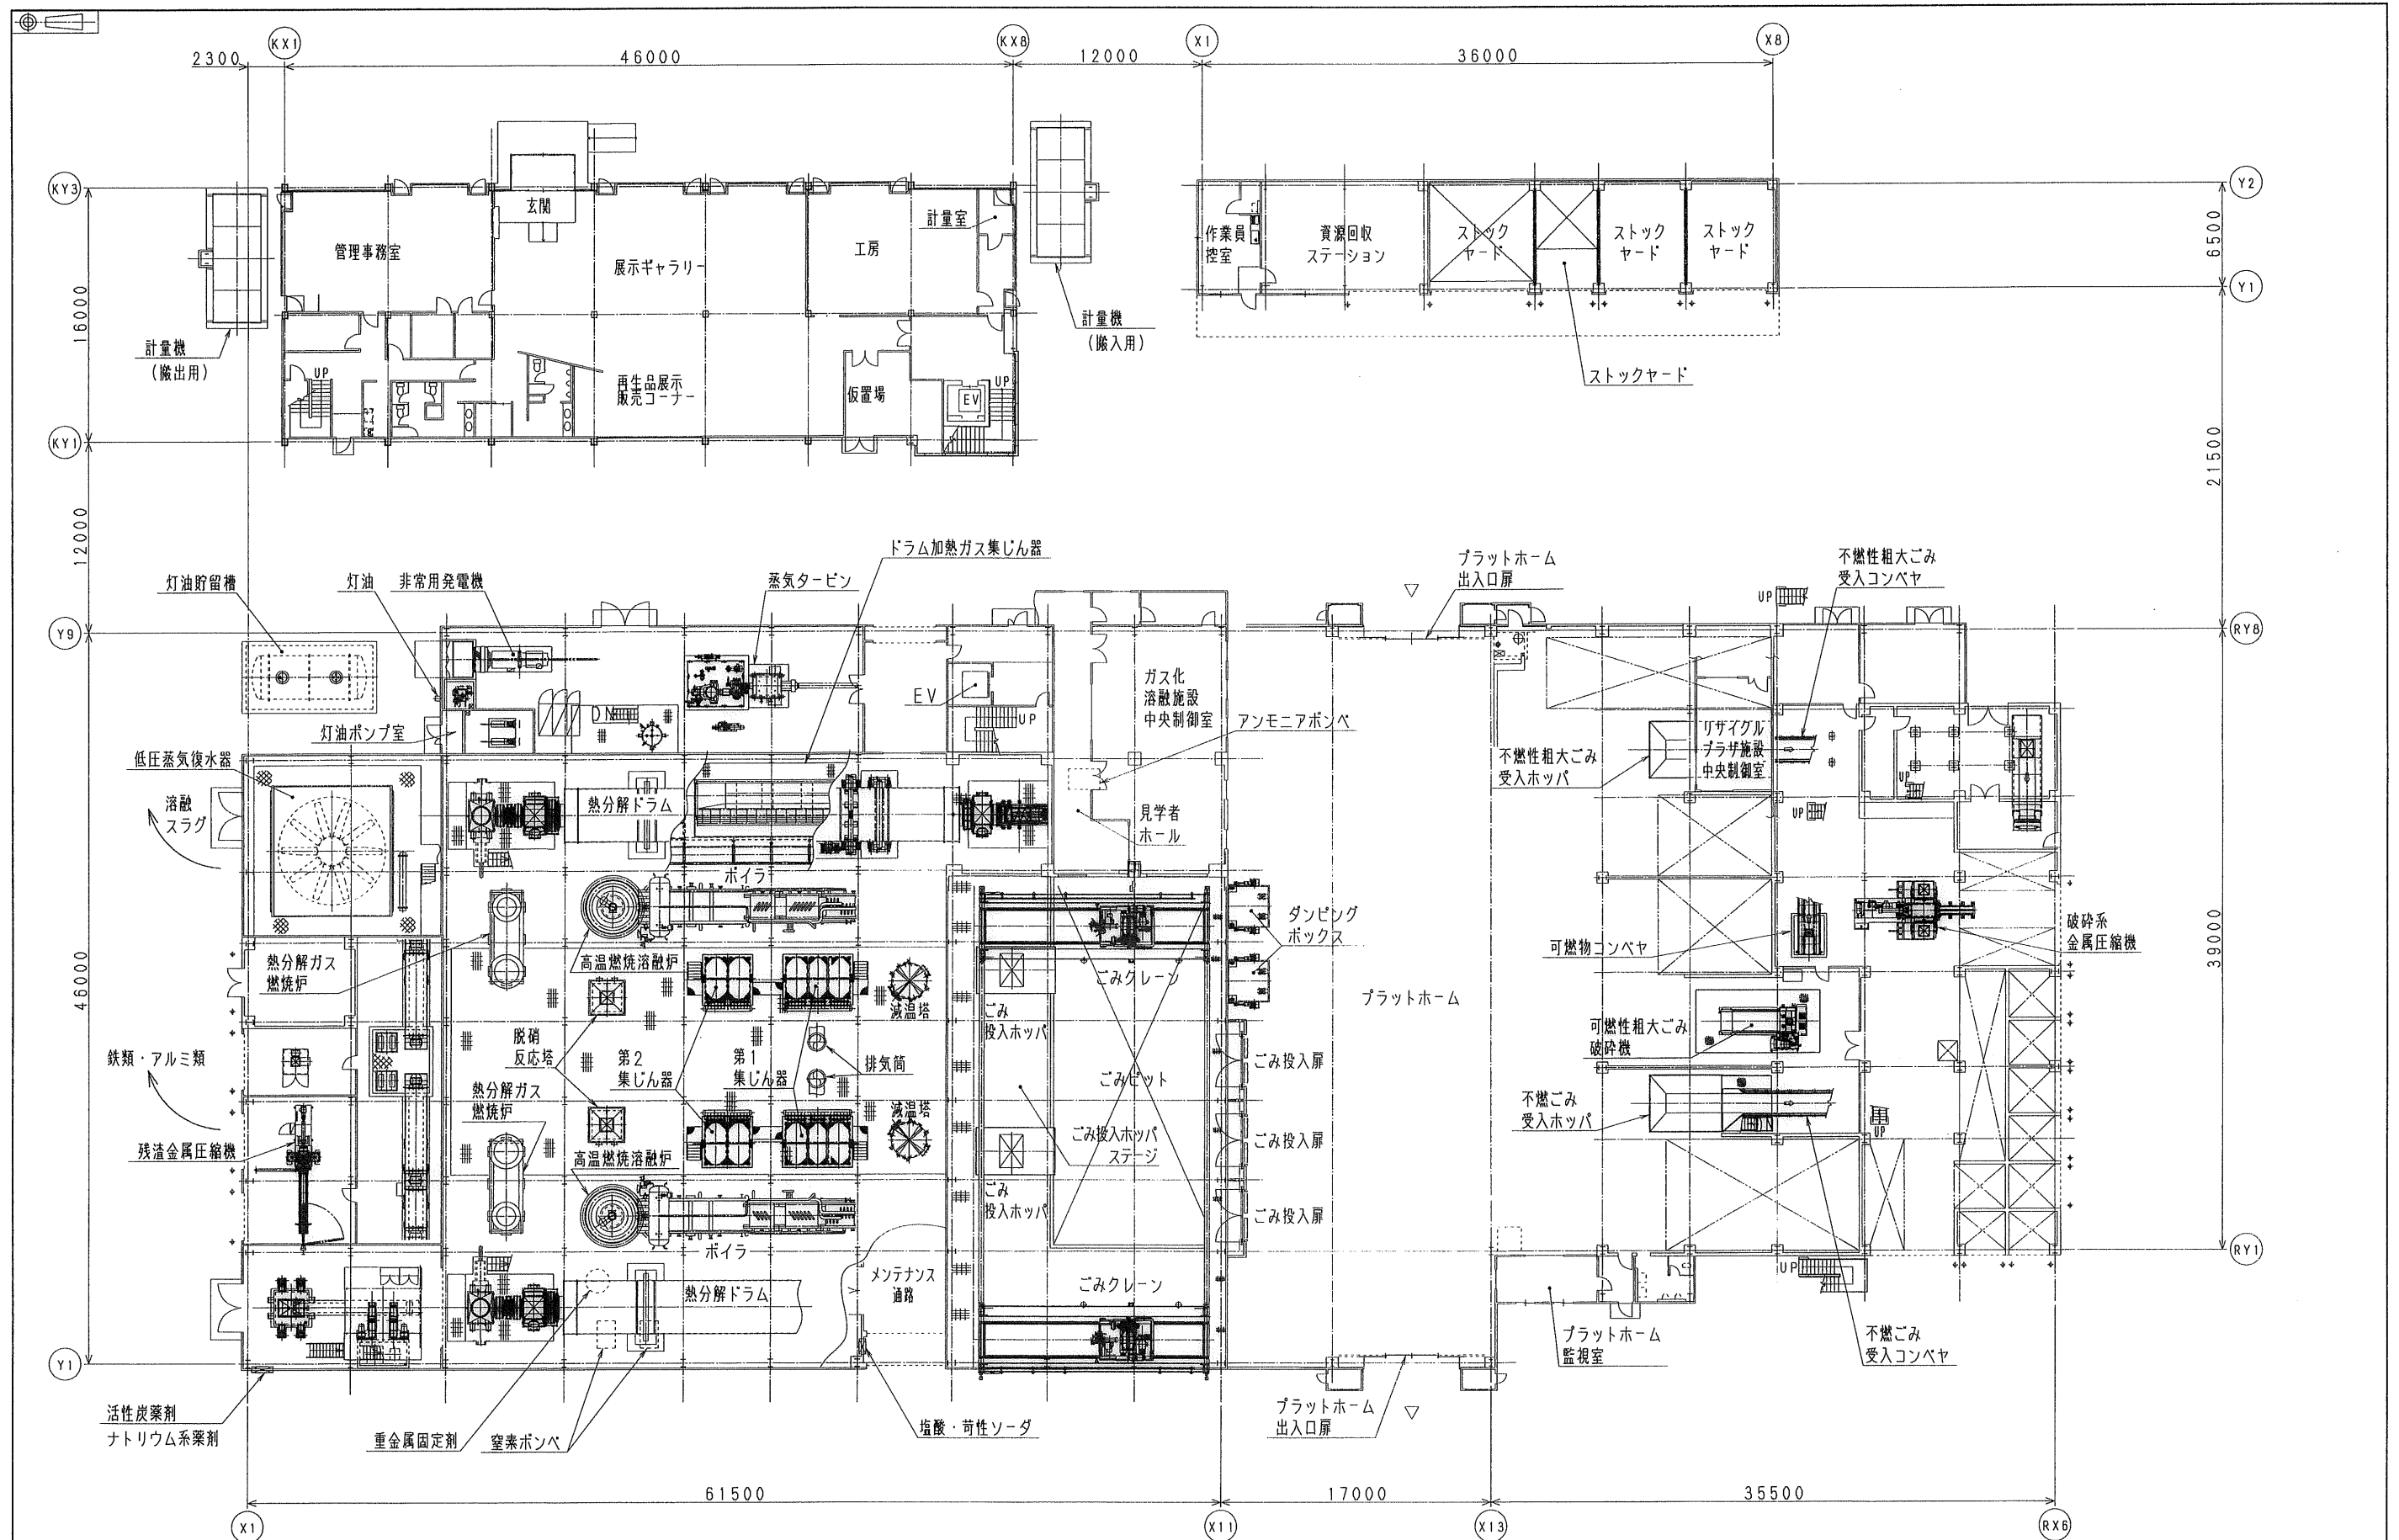 KX1
KX8
X1
X8
2300
46000
12000
36000
KY3
Y2
玄関
計量室
管理事務室
展示ギャラリー
工房
作業員
控室
資源回収
ステーション
ストック
ヤード
ストック
ヤード
ストック
ヤード
6500
Y1
16000
計量機
(搬出用)
計量機
(搬入用)
ストックヤード
UP
再生品展示
販売コーナー
仮置場
EV
UP
KY1
21500
12000
ドラム加熱ガス集じん器
プラットホーム
出入口扉
不燃性粗大ごみ
受入コンベヤ
灯油貯留槽
灯油
非常用発電機
蒸気タービン
UP
Y9
RY8
EV
UP
ガス化
溶融施設
中央制御室
アンモニアボンベ
DN
灯油ポンプ室
低圧蒸気復水器
不燃性粗大ごみ
受入ホッパ
リサイクル
プラザ施設
中央制御室
UP
UP
溶融
スラグ
熱分解ドラム
見学者
ホール
ボイラ
ダンピング
ボックス
破砕系
金属圧縮機
39000
46000
熱分解ガス
燃焼炉
高温燃焼溶融炉
ごみクレーン
可燃物コンベヤ
プラットホーム
減温塔
ごみ
投入ホッパ
可燃性粗大ごみ
破砕機
脱硝
反応塔
第2
集じん器
第1
集じん器
排気筒
ごみ投入扉
鉄類・アルミ類
熱分解ガス
燃焼炉
ごみピット
減温塔
不燃ごみ
受入ホッパ
UP
残渣金属圧縮機
高温燃焼溶融炉
ごみ投入ホッパ
ステージ
ごみ投入扉
ごみ
投入ホッパ
ごみ投入扉
ボイラ
RY1
メンテナンス
通路
ごみクレーン
UP
熱分解ドラム
プラットホーム
監視室
不燃ごみ
受入コンベヤ
Y1
活性炭薬剤
ナトリウム系薬剤
重金属固定剤
窒素ボンベ
塩酸・苛性ソーダ
プラットホーム
出入口扉
61500
17000
35500
X1
X11
X13
RX6